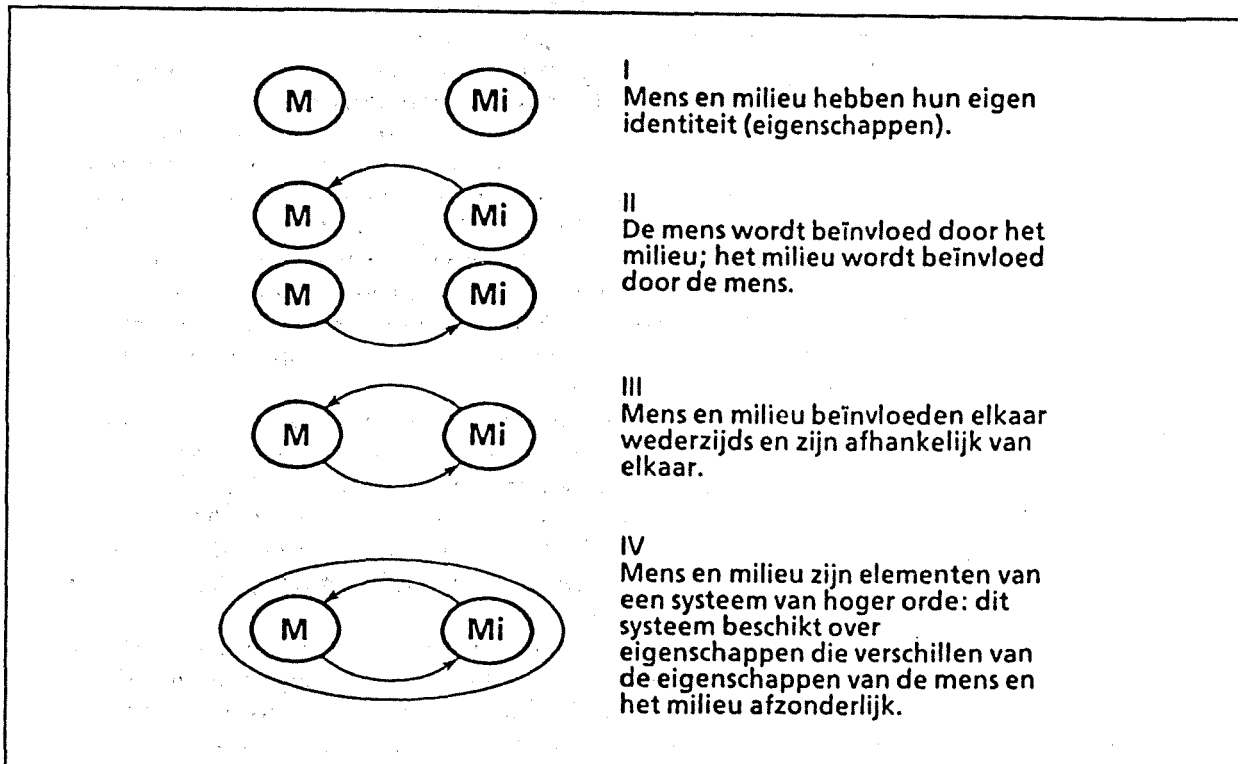 I
M Mi Mens en milieu hebben hun eigen
identiteit (eigenschappen).
II
M Mi De mens wordt beïnvloed door het
milieu; het milieu wordt beïnvloed
M Mi door de mens.
III
Mens en milieu beïnvloeden elkaar
M Mi wederzijds en zijn afhankelijk van
elkaar.
IV
Mens en milieu zijn elementen van
een systeem van hoger orde: dit
M Mi systeem beschikt over
eigenschappen die verschillen van
de eigenschappen van de mens en
het milieu afzonderlijk.